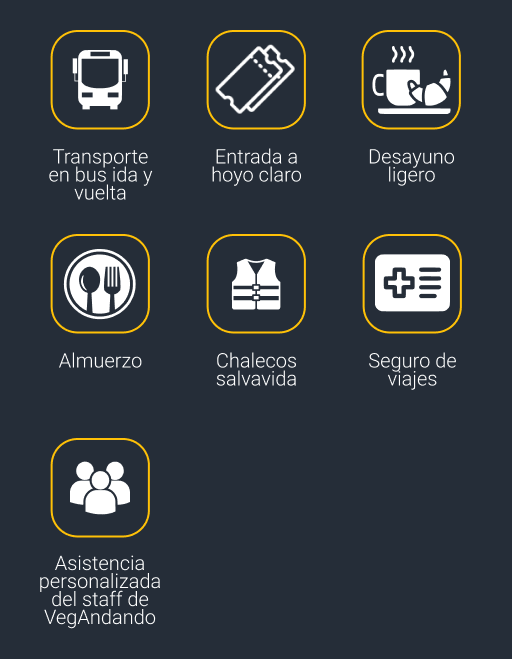 Transporte
en bus ida y
vuelta
Entrada a
hoyo claro
Desayuno
ligero
Almuerzo
Chalecos
salvavida
Seguro de
viajes
Asistencia
personalizada
del staff de
VegAndando